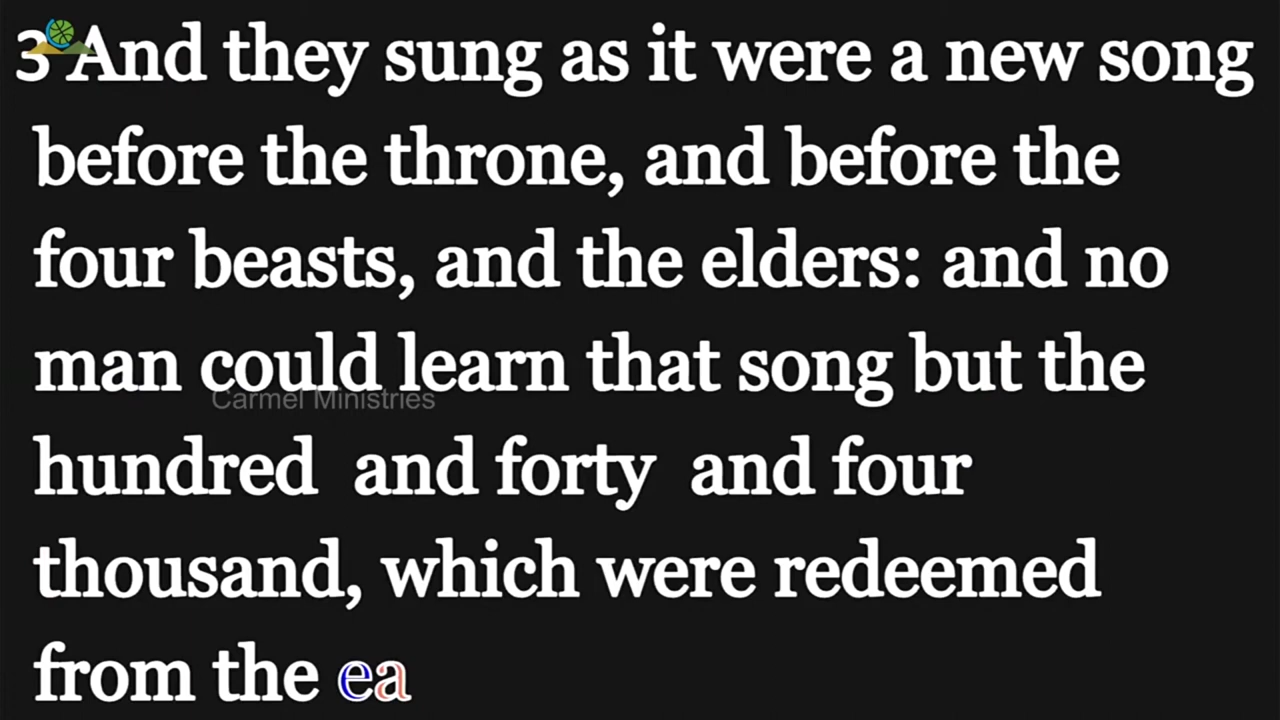 3 And they sung as it were a new song
before the throne, and before the
four beasts, and the elders: and no
man could learn that song but the
Carmel Ministries
hundred and forty and four
thousand, which were redeemed
from the ea